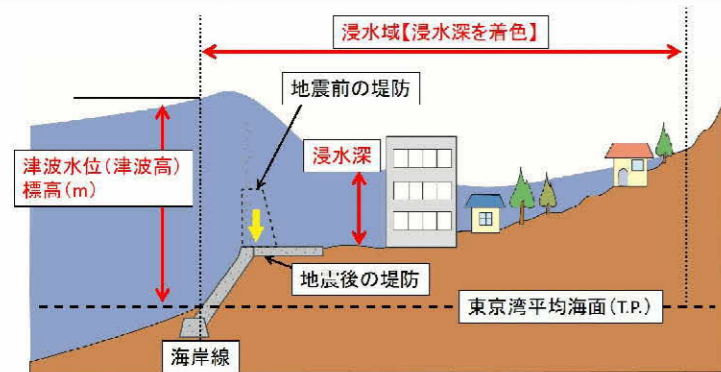 浸水域【浸水深を着色】
地震前の堤防
浸水深
津波水位(津波高)
標高(m)
地震後の堤防
東京湾平均海面(T.P.)
海岸線